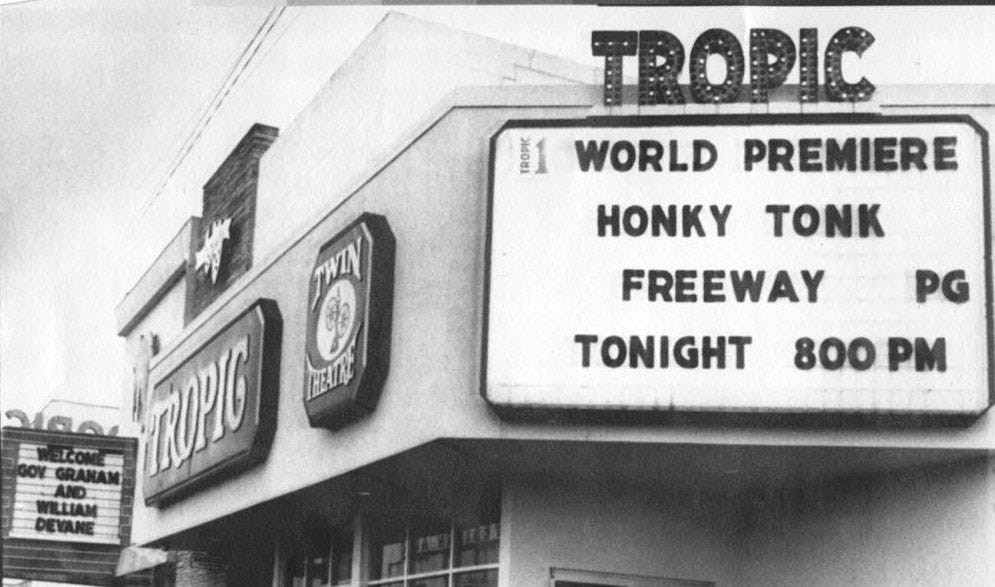 TROPIC
TROPIC 1
WORLD PREMIERE
HONKY TONK
FREEWAY PG
TONIGHT 800 PM
TWIN
THEATRE
TROPIC
WELCOME
GOV GRAHAM
AND
WILLIAM
DEVANE